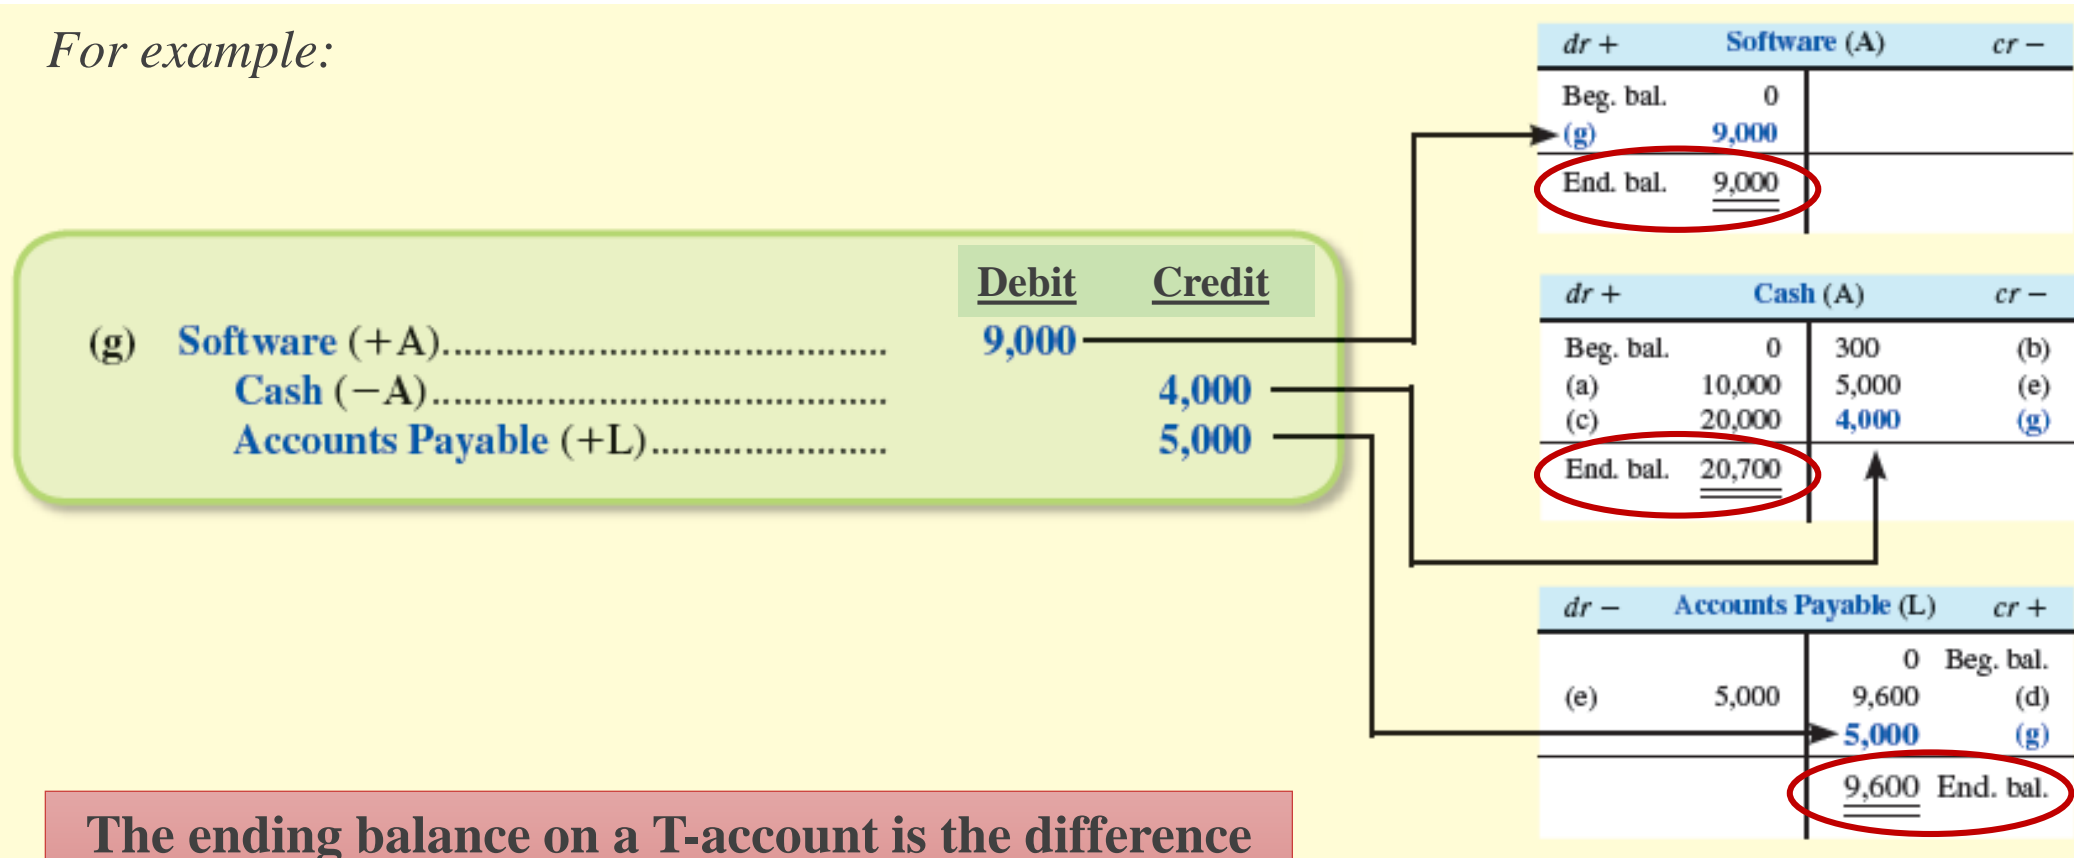 For example:
Debit Credit
(g) Software (+A)........................................... 9,000
Cash (−A)............................................ 4,000
Accounts Payable (+L)...................... 5,000
dr + Software (A) cr −
Beg. bal. 0
(g) 9,000
End. bal. 9,000
dr + Cash (A) cr −
Beg. bal. 0 300 (b)
(a) 10,000 5,000 (e)
(c) 20,000 4,000 (g)
End. bal. 20,700
dr − Accounts Payable (L) cr +
0 Beg. bal.
(e) 5,000 9,600 (d)
5,000 (g)
9,600 End. bal.
The ending balance on a T-account is the difference